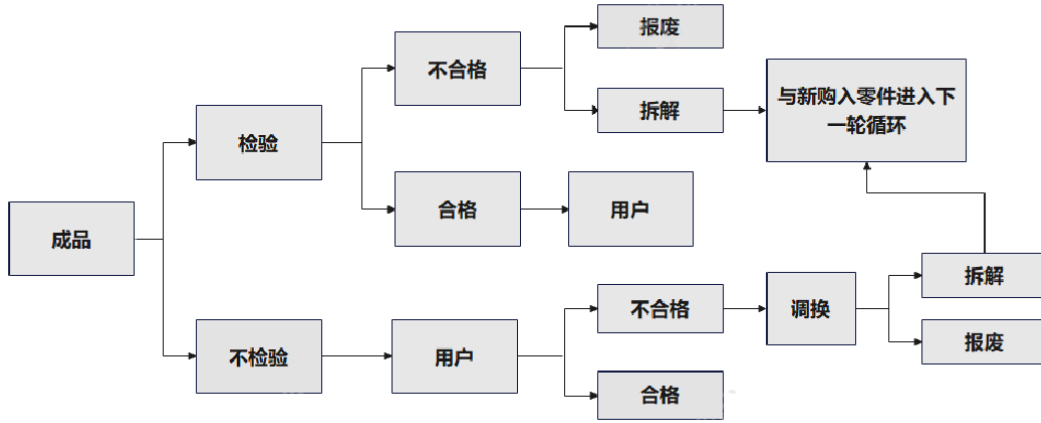 报废
不合格
拆解
与新购入零件进入下
一轮循环
检验
合格
用户
成品
不合格
调换
拆解
不检验
用户
报废
合格